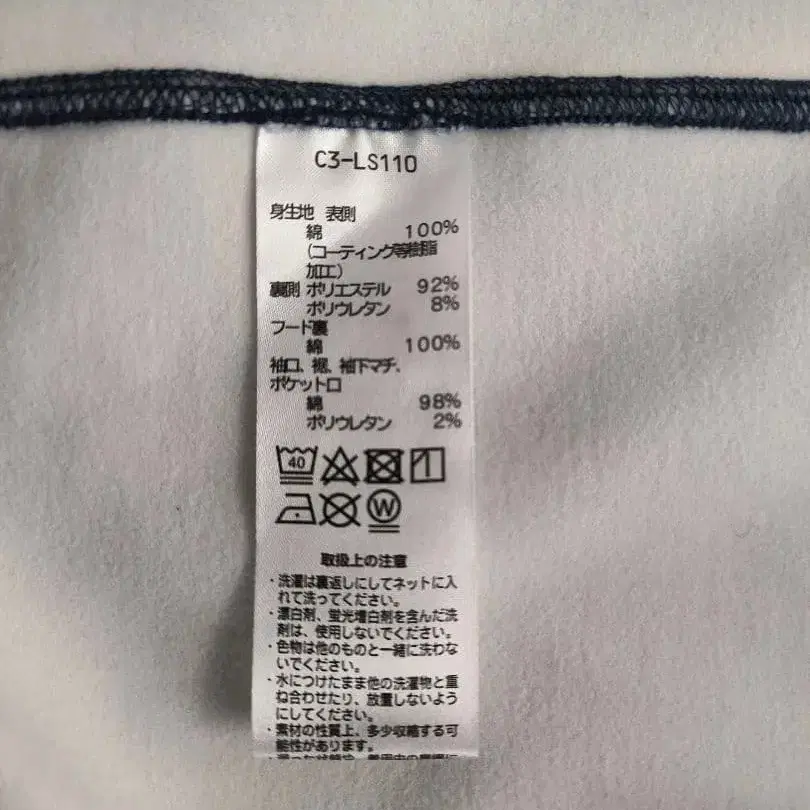 C3-LS110
身生地 表側
綿 100%
(コーティング等樹脂
加工)
裏側 ポリエステル 92%
ポリウレタン 8%
フード裏
綿 100%
袖口、裾、袖下マチ、
ポケット口
綿 98%
ポリウレタン 2%
40
W
取扱上の注意
・洗濯は裏返しにしてネットに入
れて洗ってください。
・漂白剤、蛍光増白剤を含んだ洗
剤は、使用しないでください。
・色物は他のものと一緒に洗わな
いでください。
・水につけたまま他の洗濯物と重
ね合わせたり、放置しないよう
にしてください。
・素材の性質上、多少収縮する可
能性があります。